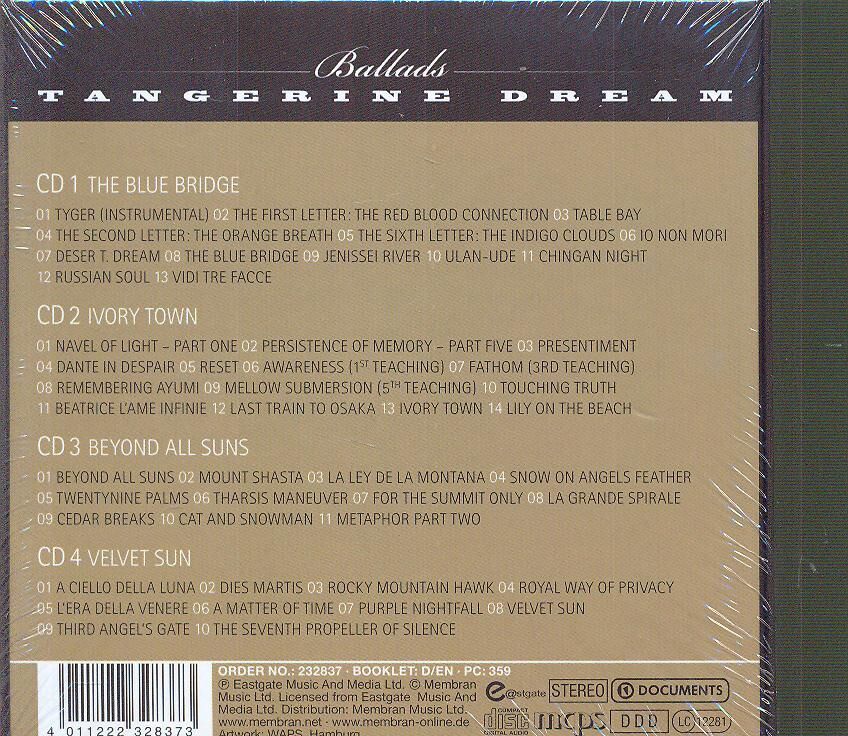 Ballads
TANGERINE DREAM
CD 1 THE BLUE BRIDGE
01 TYGER (INSTRUMENTAL) 02 THE FIRST LETTER: THE RED BLOOD CONNECTION 03 TABLE BAY
04 THE SECOND LETTER: THE ORANGE BREATH 05 THE SIXTH LETTER: THE INDIGO CLOUDS 06 IO NON MORI
07 DESER T. DREAM 08 THE BLUE BRIDGE 09 JENISSEI RIVER 10 ULAN-UDE 11 CHINGAN NIGHT
12 RUSSIAN SOUL 13 VIDI TRE FACCE
CD 2 IVORY TOWN
01 NAVEL OF LIGHT – PART ONE 02 PERSISTENCE OF MEMORY – PART FIVE 03 PRESENTIMENT
04 DANTE IN DESPAIR 05 RESET 06 AWARENESS (1ST TEACHING) 07 FATHOM (3RD TEACHING)
08 REMEMBERING AYUMI 09 MELLOW SUBMERSION (5TH TEACHING) 10 TOUCHING TRUTH
11 BEATRICE L'AME INFINIE 12 LAST TRAIN TO OSAKA 13 IVORY TOWN 14 LILY ON THE BEACH
CD 3 BEYOND ALL SUNS
01 BEYOND ALL SUNS 02 MOUNT SHASTA 03 LA LEY DE LA MONTANA 04 SNOW ON ANGELS FEATHER
05 TWENTYNINE PALMS 06 THARSIS MANEUVER 07 FOR THE SUMMIT ONLY 08 LA GRANDE SPIRALE
09 CEDAR BREAKS 10 CAT AND SNOWMAN 11 METAPHOR PART TWO
CD 4 VELVET SUN
01 A CIELLO DELLA LUNA 02 DIES MARTIS 03 ROCKY MOUNTAIN HAWK 04 ROYAL WAY OF PRIVACY
05 L'ERA DELLA VENERE 06 A MATTER OF TIME 07 PURPLE NIGHTFALL 08 VELVET SUN
09 THIRD ANGEL'S GATE 10 THE SEVENTH PROPELLER OF SILENCE
ORDER NO.: 232837 · BOOKLET: D/EN · PC: 359
℗ Eastgate Music And Media Ltd. © Membran
Music Ltd. Licensed from Eastgate Music And
Media Ltd. Distribution: Membran Music Ltd.
www.membran.net · www.membran-online.de
Artwork: WAPS, Hamburg
4 011222 328373
e@stgate STEREO DOCUMENTS
COMPACT disc DIGITAL AUDIO mcps DDD LC 12281